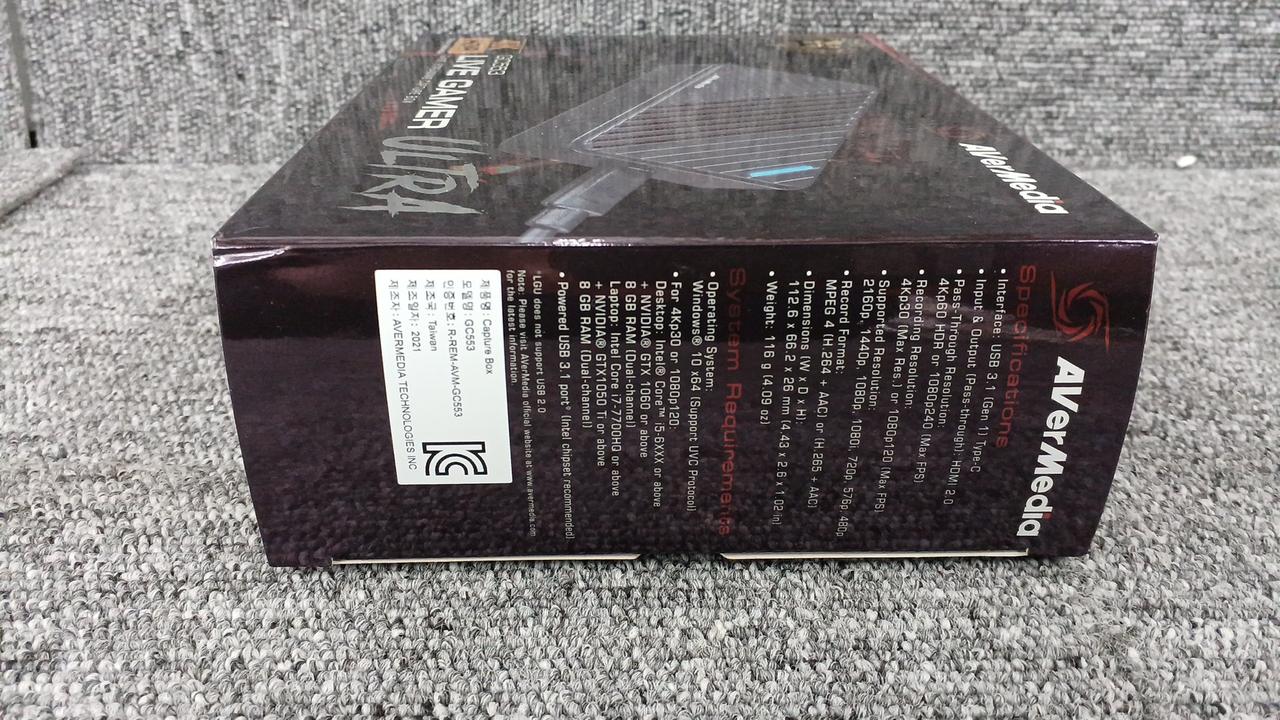 GC553
LIVE GAMER
ULTRA
AVerMedia
AVerMedia
Specifications
• Interface: USB 3.1 (Gen 1) Type-C
• Input & Output (Pass-through): HDMI 2.0
• Pass-Through Resolution:
4kp60 HDR or 1080p240 (Max FPS)
• Recording Resolution:
4kp30 (Max Res.) or 1080p120 (Max FPS)
• Supported Resolution:
2160p, 1440p, 1080p, 1080i, 720p, 576p, 480p
• Record Format:
MPEG 4 (H.264 + AAC) or (H.265 + AAC)
• Dimensions (W x D x H):
112.6 x 66.2 x 26 mm (4.43 x 2.6 x 1.02 in)
• Weight: 116 g (4.09 oz)
System Requirements
• Operating System:
Windows® 10 x64 (Support UVC Protocol)
• For 4Kp30 or 1080p120:
Desktop: Intel® Core™ i5-6XXX or above
+ NVIDIA® GTX 1060 or above
8 GB RAM (Dual-channel)
Laptop: Intel Core i7-7700HQ or above
+ NVIDIA® GTX 1050 Ti or above
8 GB RAM (Dual-channel)
• Powered USB 3.1 port* (Intel chipset recommended)
*LGU does not support USB 2.0
Note: Please visit AVerMedia official website at www.avermedia.com
for the latest information.
제품명 : Capture Box
모델명 : GC553
인증번호 : R-REM-AVM-GC553
제조국 : Taiwan
제조일자 : 2021
제조자 : AVERMEDIA TECHNOLOGIES INC